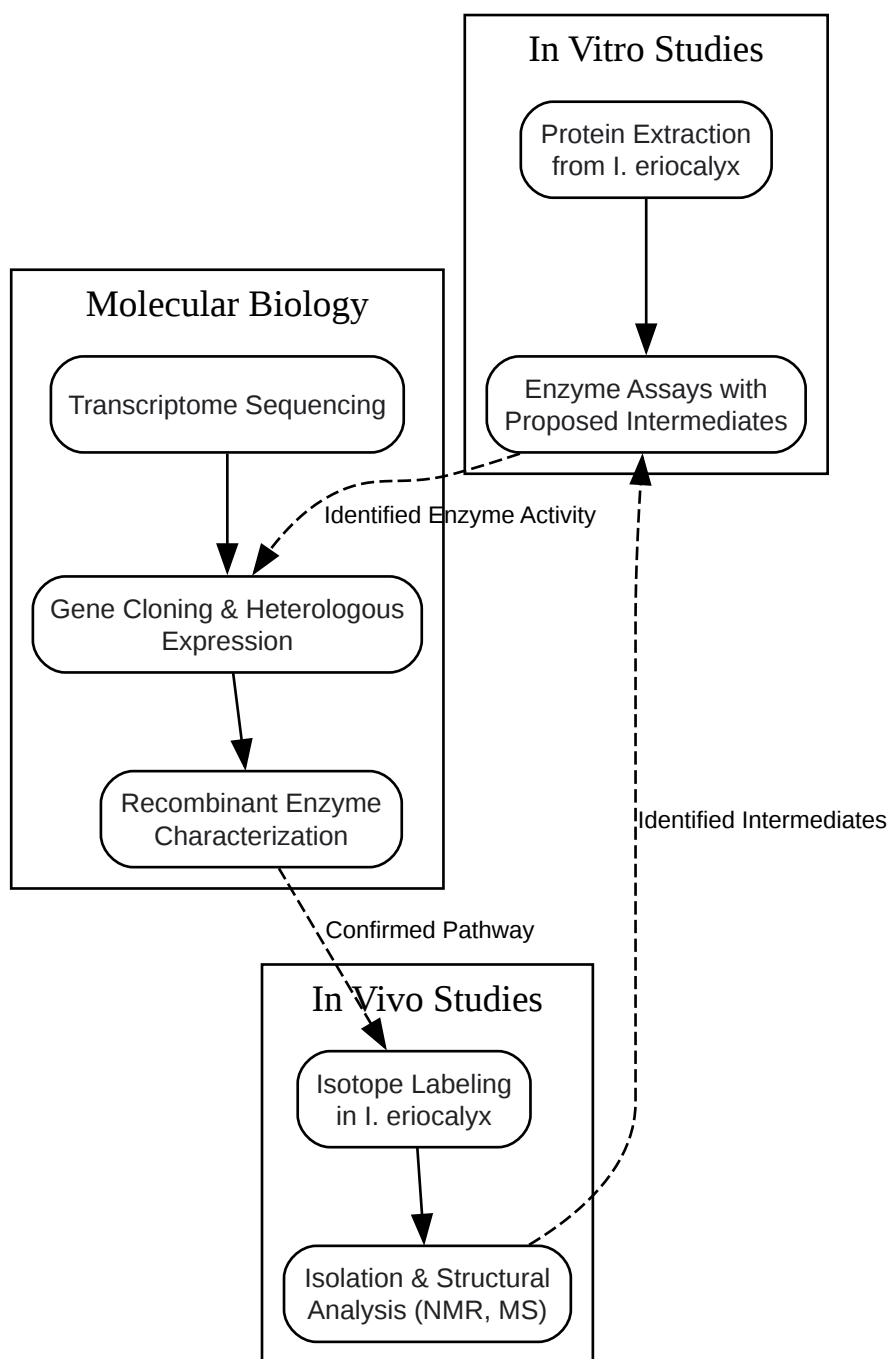 In Vitro Studies
Protein Extraction
from I. eriocalyx
Molecular Biology
Transcriptome Sequencing
Enzyme Assays with
Proposed Intermediates
Identified Enzyme Activity
Gene Cloning & Heterologous
Expression
Recombinant Enzyme
Characterization
Identified Intermediates
Confirmed Pathway
In Vivo Studies
Isotope Labeling
in I. eriocalyx
Isolation & Structural
Analysis (NMR, MS)